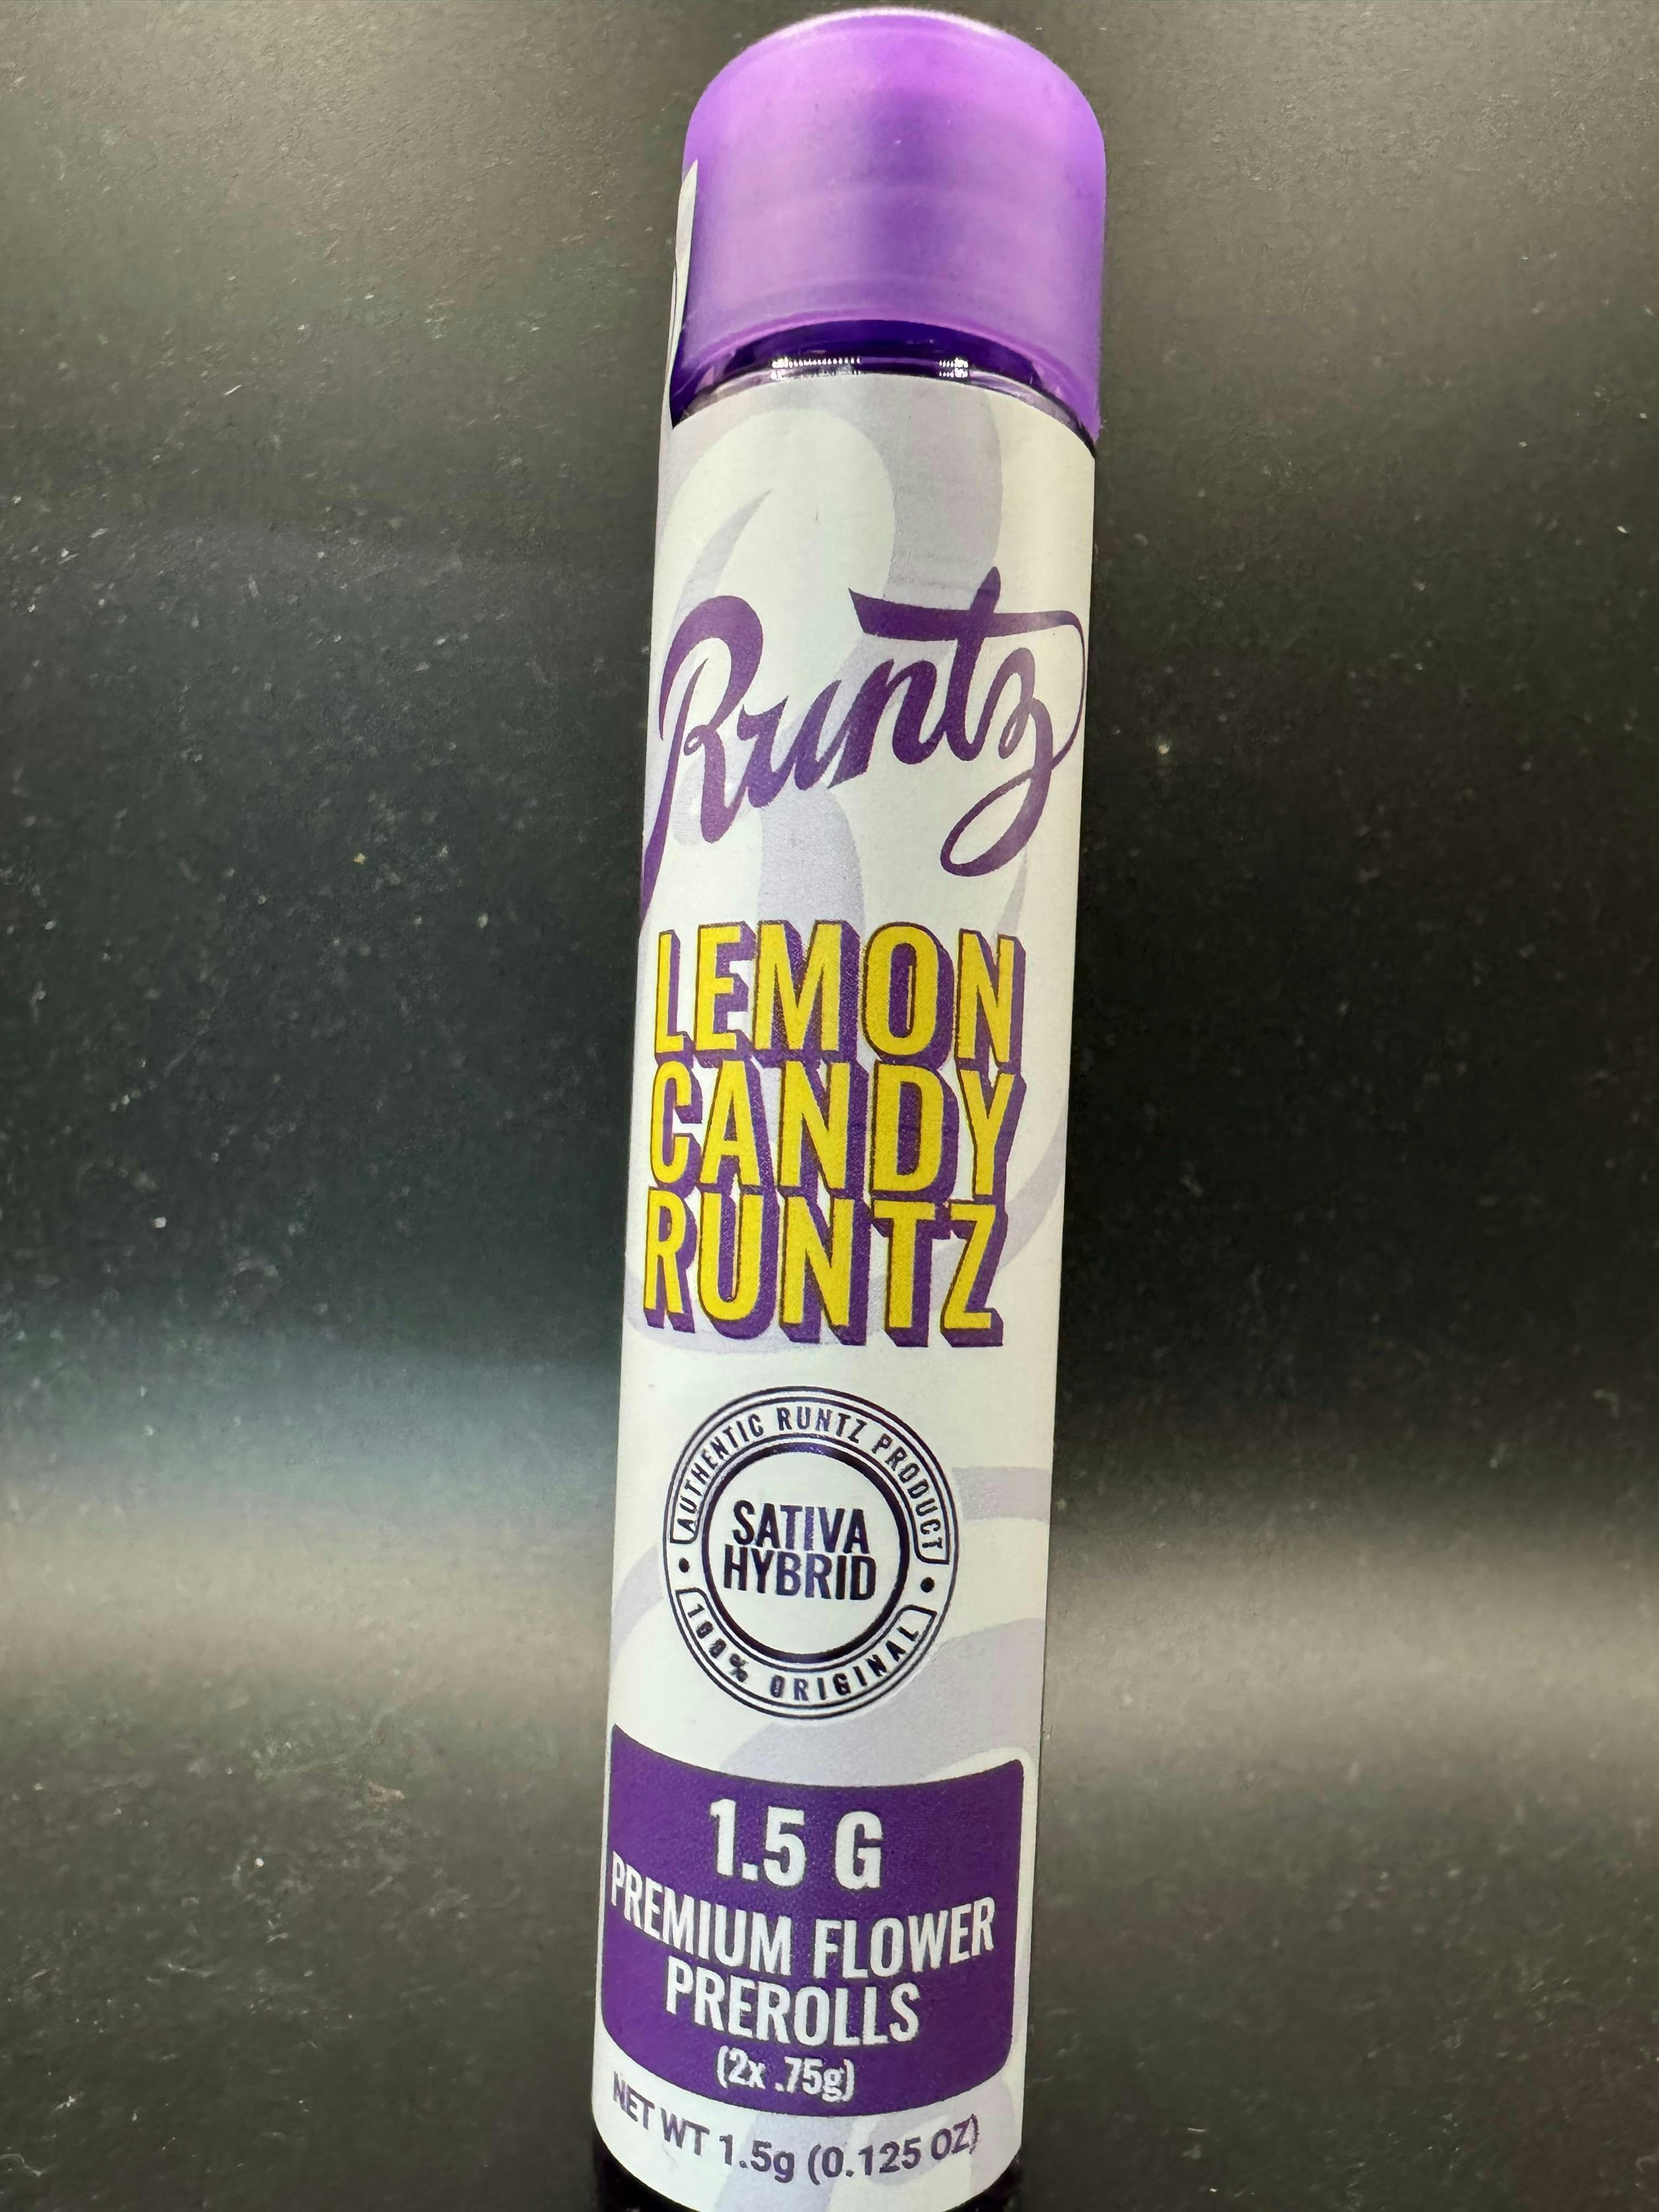 Runtz
LEMON
CANDY
RUNTZ
AUTHENTIC RUNTZ PRODUCT
SATIVA
HYBRID
100% ORIGINAL
1.5 G
PREMIUM FLOWER
PREROLLS
(2x .75g)
NET WT 1.5g (0.125 OZ)